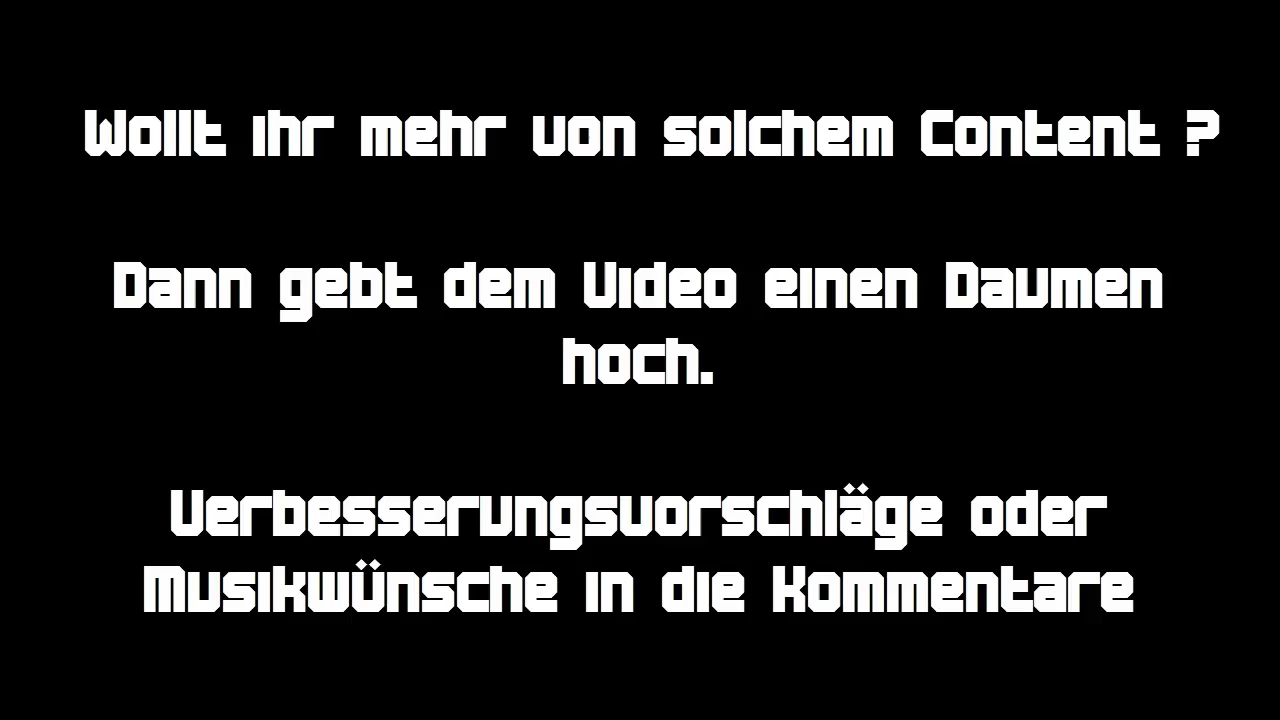 Wollt ihr mehr von solchem Content ?
Dann gebt dem Video einen Daumen
hoch.
Verbesserungsvorschläge oder
Musikwünsche in die Kommentare